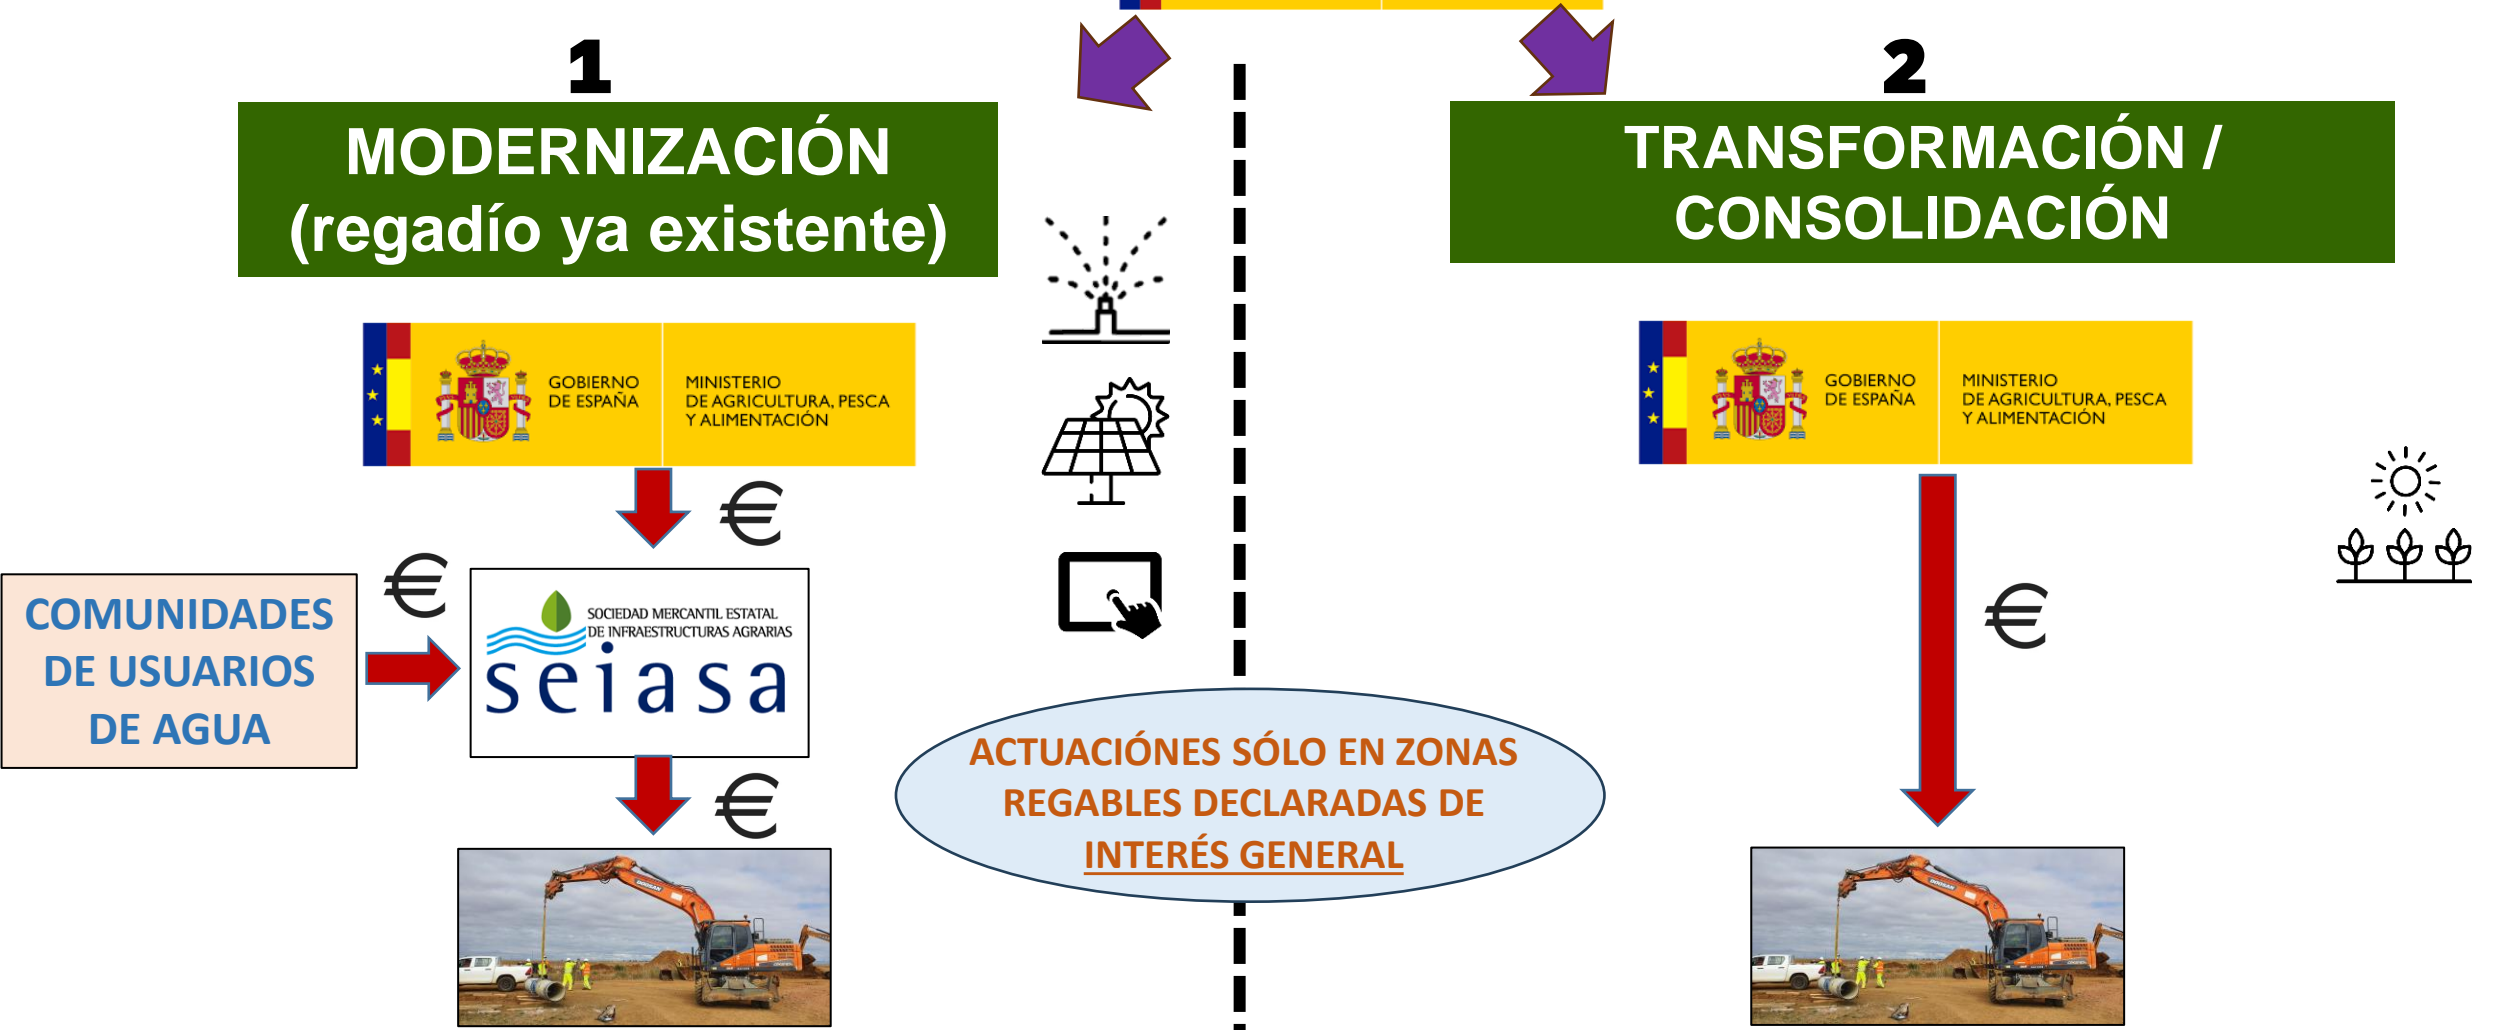 1
MODERNIZACIÓN
(regadío ya existente)
GOBIERNO
DE ESPAÑA
MINISTERIO
DE AGRICULTURA, PESCA
Y ALIMENTACIÓN
€
€
COMUNIDADES
DE USUARIOS
DE AGUA
SOCIEDAD MERCANTIL ESTATAL
DE INFRAESTRUCTURAS AGRARIAS
seiasa
€
ACTUACIÓNES SÓLO EN ZONAS
REGABLES DECLARADAS DE
INTERÉS GENERAL
DOOSAN
2
TRANSFORMACIÓN /
CONSOLIDACIÓN
GOBIERNO
DE ESPAÑA
MINISTERIO
DE AGRICULTURA, PESCA
Y ALIMENTACIÓN
€
DOOSAN